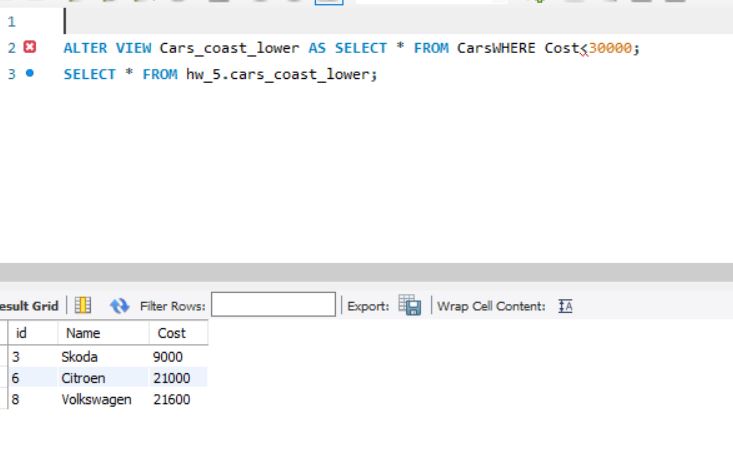 1
2 ALTER VIEW Cars_coast_lower AS SELECT * FROM CarsWHERE Cost<30000;
3 SELECT * FROM hw_5.cars_coast_lower;
esult Grid Filter Rows: Export: Wrap Cell Content: IA
id Name Cost
3 Skoda 9000
6 Citroen 21000
8 Volkswagen 21600